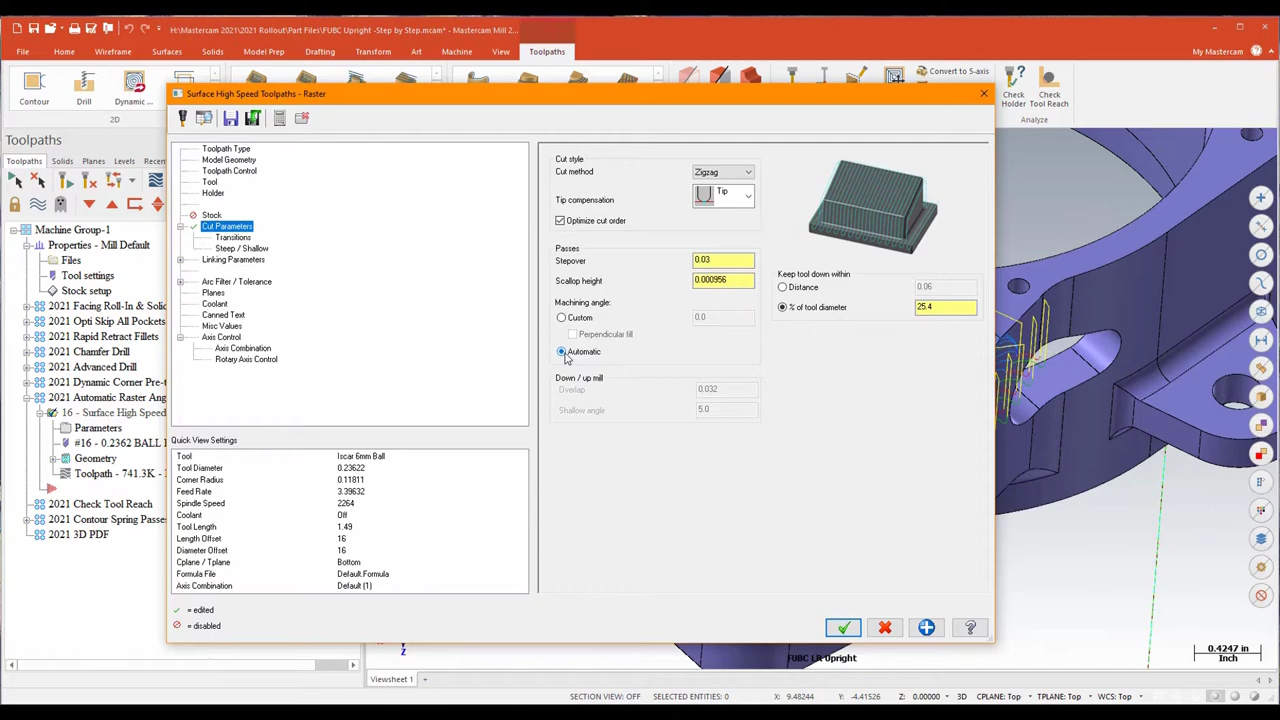 H:\Mastercam 2021\2021 Rollout\Part Files\FUBC Upright -Step by Step.mcam* - Mastercam Mill 2...
File Home Wireframe Surfaces Solids Model Prep Drafting Transform Art Machine View Toolpaths My Mastercam
Contour Drill Dynamic ...
2D
Convert to 5-axis
Check Holder
Check Tool Reach
Analyze
Toolpaths
Toolpaths Solids Planes Levels Recen
Machine Group-1
Properties - Mill Default
Files
Tool settings
Stock setup
2021 Facing Roll-In & Solids
2021 Opti Skip All Pockets
2021 Rapid Retract Fillets
2021 Chamfer Drill
2021 Advanced Drill
2021 Dynamic Corner Pre-t
2021 Automatic Raster Ang
16 - Surface High Speed
Parameters
#16 - 0.2362 BALL
Geometry
Toolpath - 741.3K -
2021 Check Tool Reach
2021 Contour Spring Passes
2021 3D PDF
Surface High Speed Toolpaths - Raster
Toolpath Type
Model Geometry
Toolpath Control
Tool
Holder
Stock
Cut Parameters
Transitions
Steep / Shallow
Linking Parameters
Arc Filter / Tolerance
Planes
Coolant
Canned Text
Misc Values
Axis Control
Axis Combination
Rotary Axis Control
Quick View Settings
Tool Iscar 6mm Ball
Tool Diameter 0.23622
Corner Radius 0.11811
Feed Rate 3.39632
Spindle Speed 2264
Coolant Off
Tool Length 1.49
Length Offset 16
Diameter Offset 16
Cplane / Tplane Bottom
Formula File Default.Formula
Axis Combination Default (1)
= edited
= disabled
Cut style
Cut method Zigzag
Tip compensation Tip
Optimize cut order
Passes
Stepover 0.03
Scallop height 0.000956
Machining angle:
Custom 0.0
Perpendicular fill
Automatic
Down / up mill
Overlap 0.032
Shallow angle 5.0
Keep tool down within
Distance 0.06
% of tool diameter 25.4
Z
FUBC LR Upright
0.4247 in
Inch
Viewsheet 1 +
SECTION VIEW: OFF SELECTED ENTITIES: 0 X: 9.48244 Y: -4.41526 Z: 0.00000 3D CPLANE: Top TPLANE: Top WCS: Top